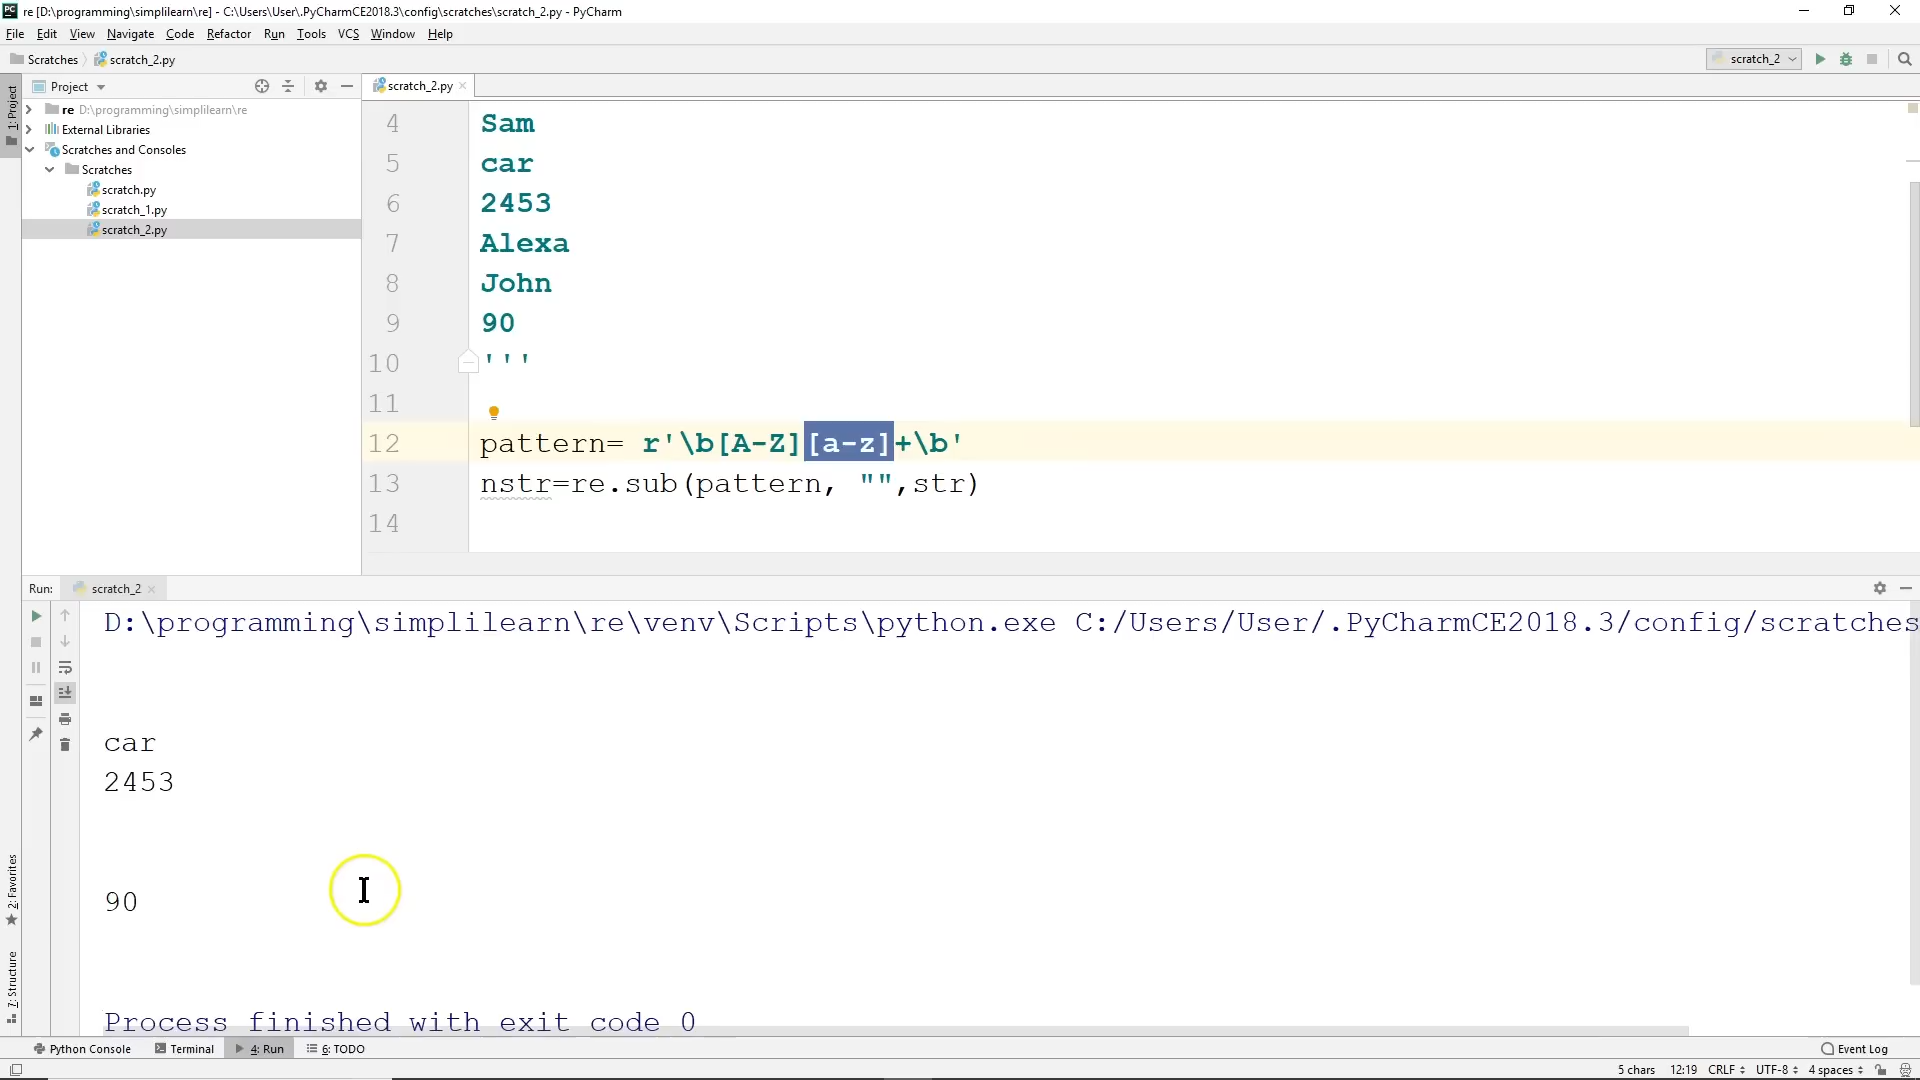 re [D:\programming\simplilearn\re] - C:\Users\User\.PyCharmCE2018.3\config\scratches\scratch_2.py - PyCharm
File Edit View Navigate Code Refactor Run Tools VCS Window Help
Scratches scratch_2.py
scratch_2
1: Project
Project
re D:\programming\simplilearn\re
External Libraries
Scratches and Consoles
Scratches
scratch.py
scratch_1.py
scratch_2.py
scratch_2.py
4 Sam
5 car
6 2453
7 Alexa
8 John
9 90
10 '''
11
12 pattern= r'\b[A-Z][a-z]+\b'
13 nstr=re.sub(pattern, "",str)
14
Run: scratch_2
D:\programming\simplilearn\re\venv\Scripts\python.exe C:/Users/User/.PyCharmCE2018.3/config/scratches
car
2453
90
Process finished with exit code 0
2: Favorites
7: Structure
Python Console Terminal 4: Run 6: TODO
Event Log
5 chars 12:19 CRLF UTF-8 4 spaces